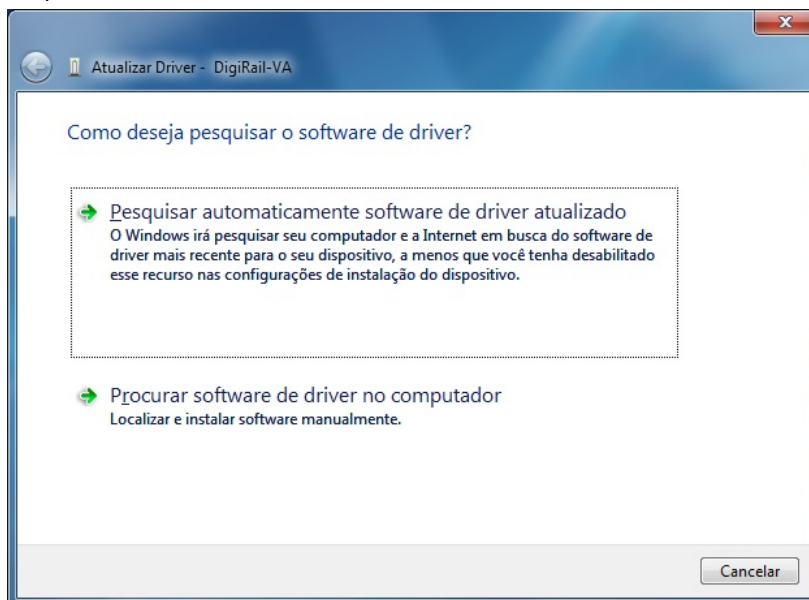 x
Atualizar Driver - DigiRail-VA
Como deseja pesquisar o software de driver?
Pesquisar automaticamente software de driver atualizado
O Windows irá pesquisar seu computador e a Internet em busca do software de
driver mais recente para o seu dispositivo, a menos que você tenha desabilitado
esse recurso nas configurações de instalação do dispositivo.
Procurar software de driver no computador
Localizar e instalar software manualmente.
Cancelar